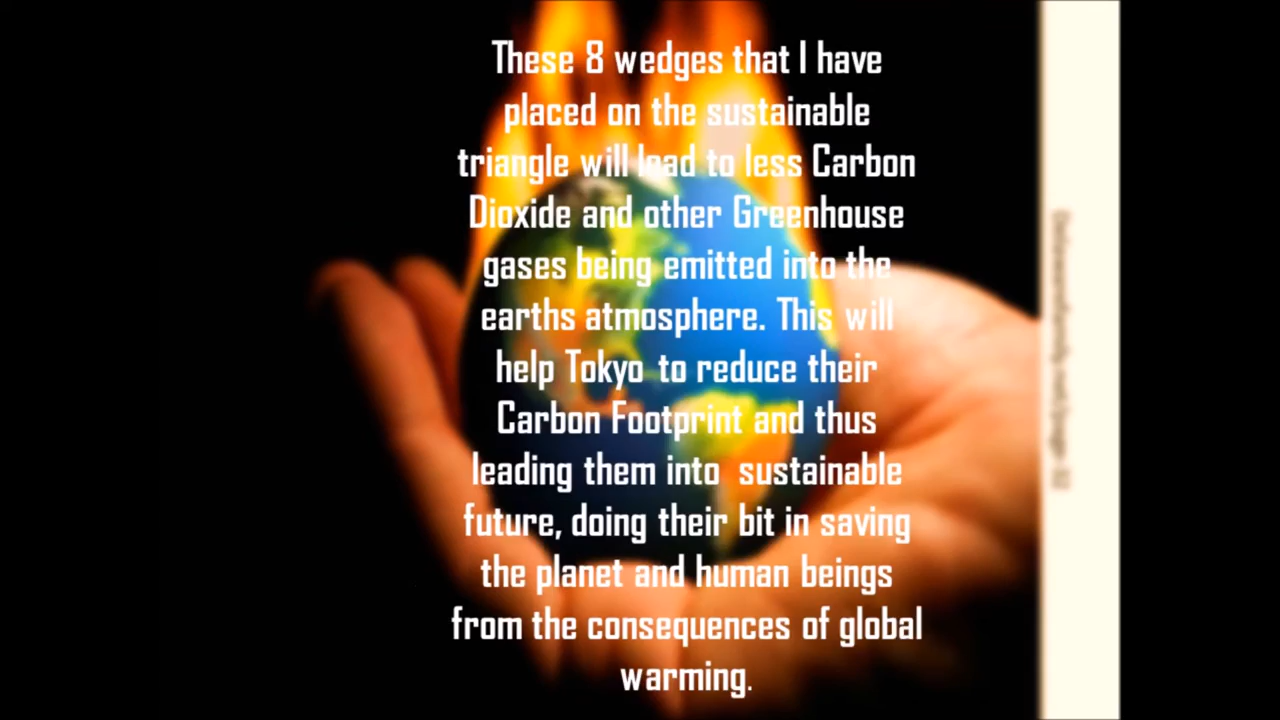 These 8 wedges that I have
placed on the sustainable
triangle will lead to less Carbon
Dioxide and other Greenhouse
gases being emitted into the
earths atmosphere. This will
help Tokyo to reduce their
Carbon Footprint and thus
leading them into sustainable
future, doing their bit in saving
the planet and human beings
from the consequences of global
warming.